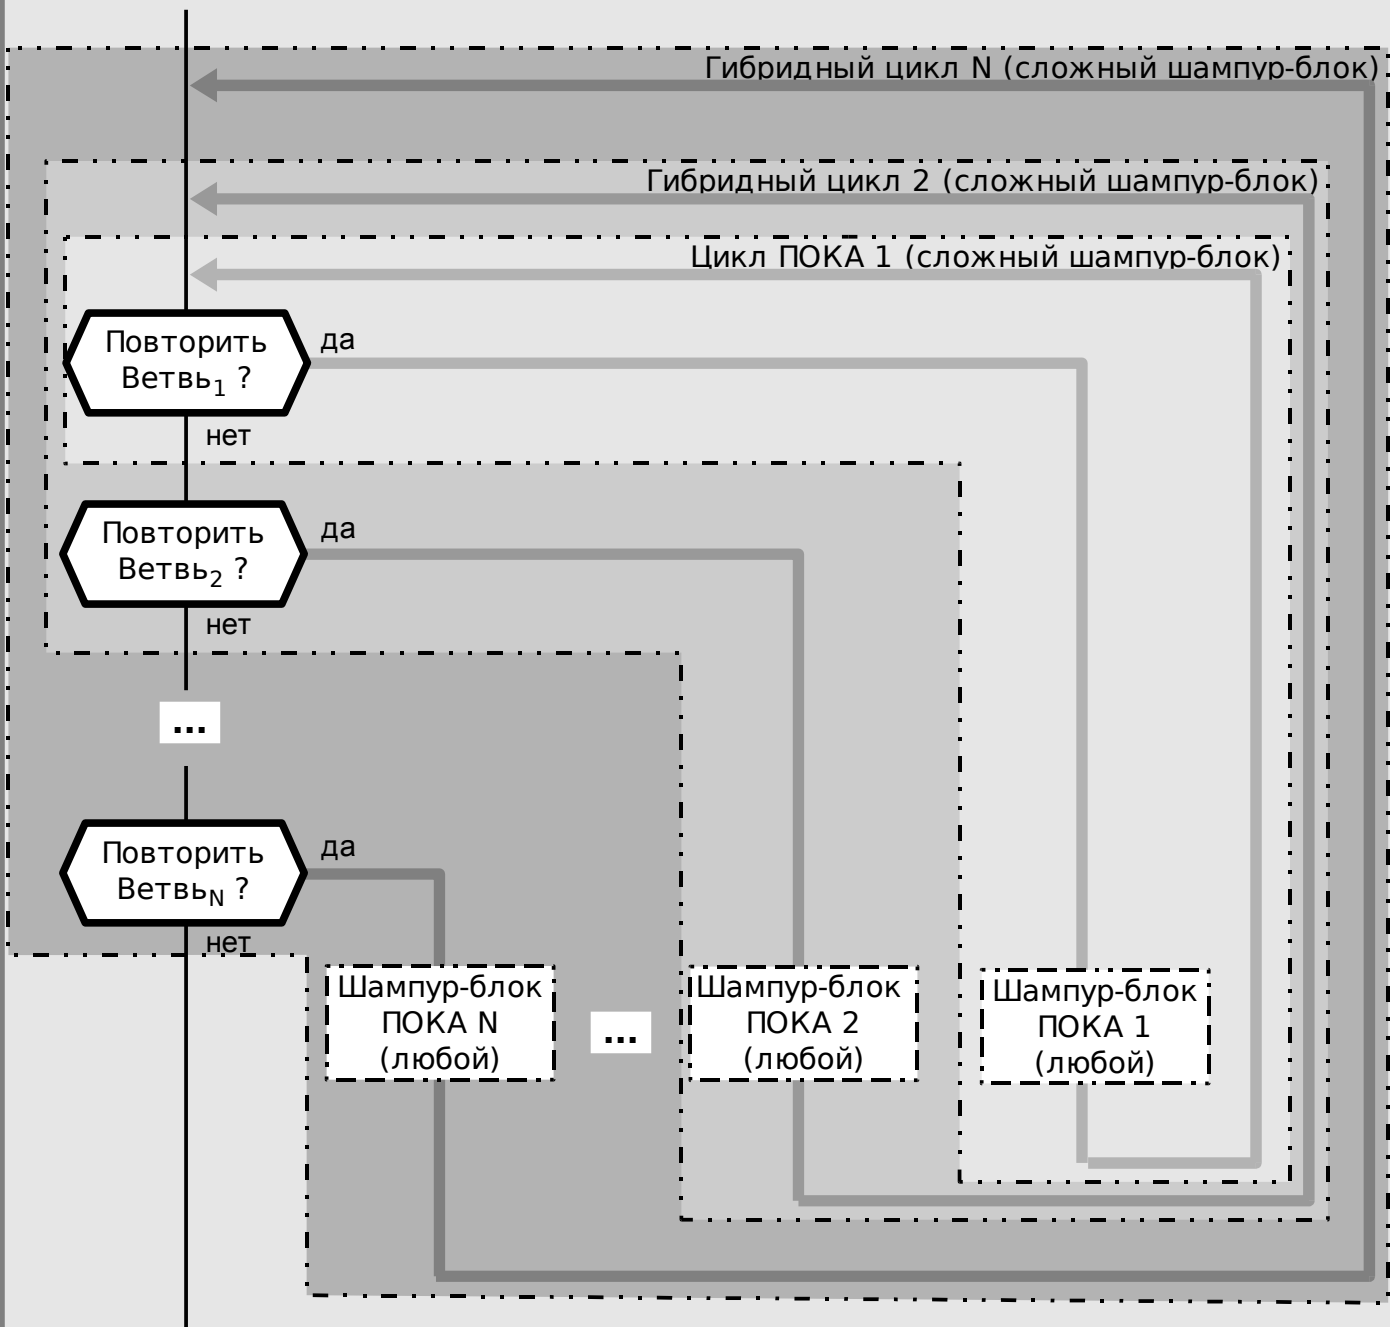 Гибридный цикл N (сложный шампур-блок)
Гибридный цикл 2 (сложный шампур-блок)
Цикл ПОКА 1 (сложный шампур-блок)
Повторить
Ветвь1 ?
да
нет
Повторить
Ветвь2 ?
да
нет
...
Повторить
ВетвьN ?
да
нет
Шампур-блок
ПОКА N
(любой)
...
Шампур-блок
ПОКА 2
(любой)
Шампур-блок
ПОКА 1
(любой)